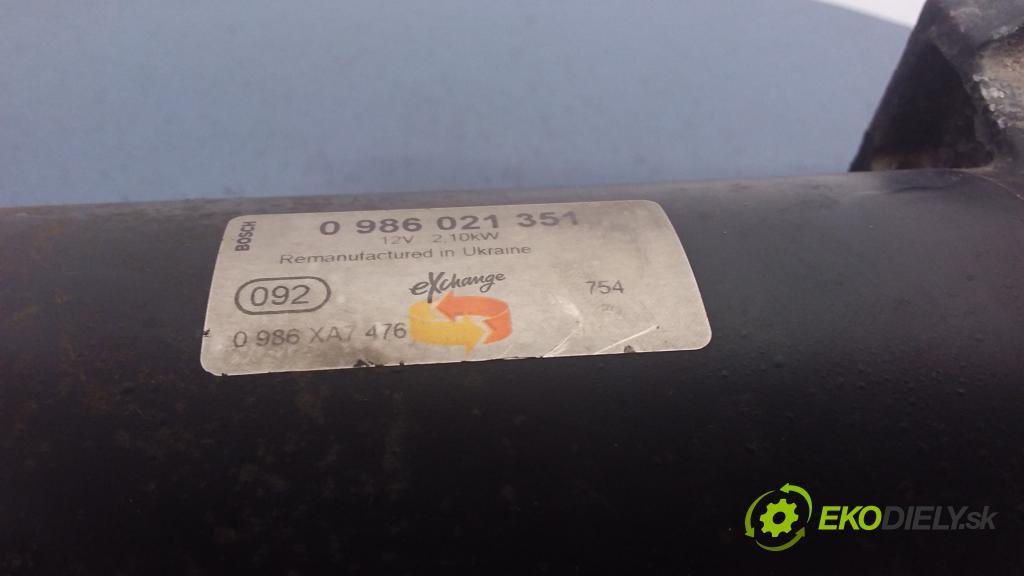 BOSCH
0 986 021 351
12V 2,10kW
Remanufactured in Ukraine
092
eXchange
754
0 986 XA7 476
EKODIELY.sk